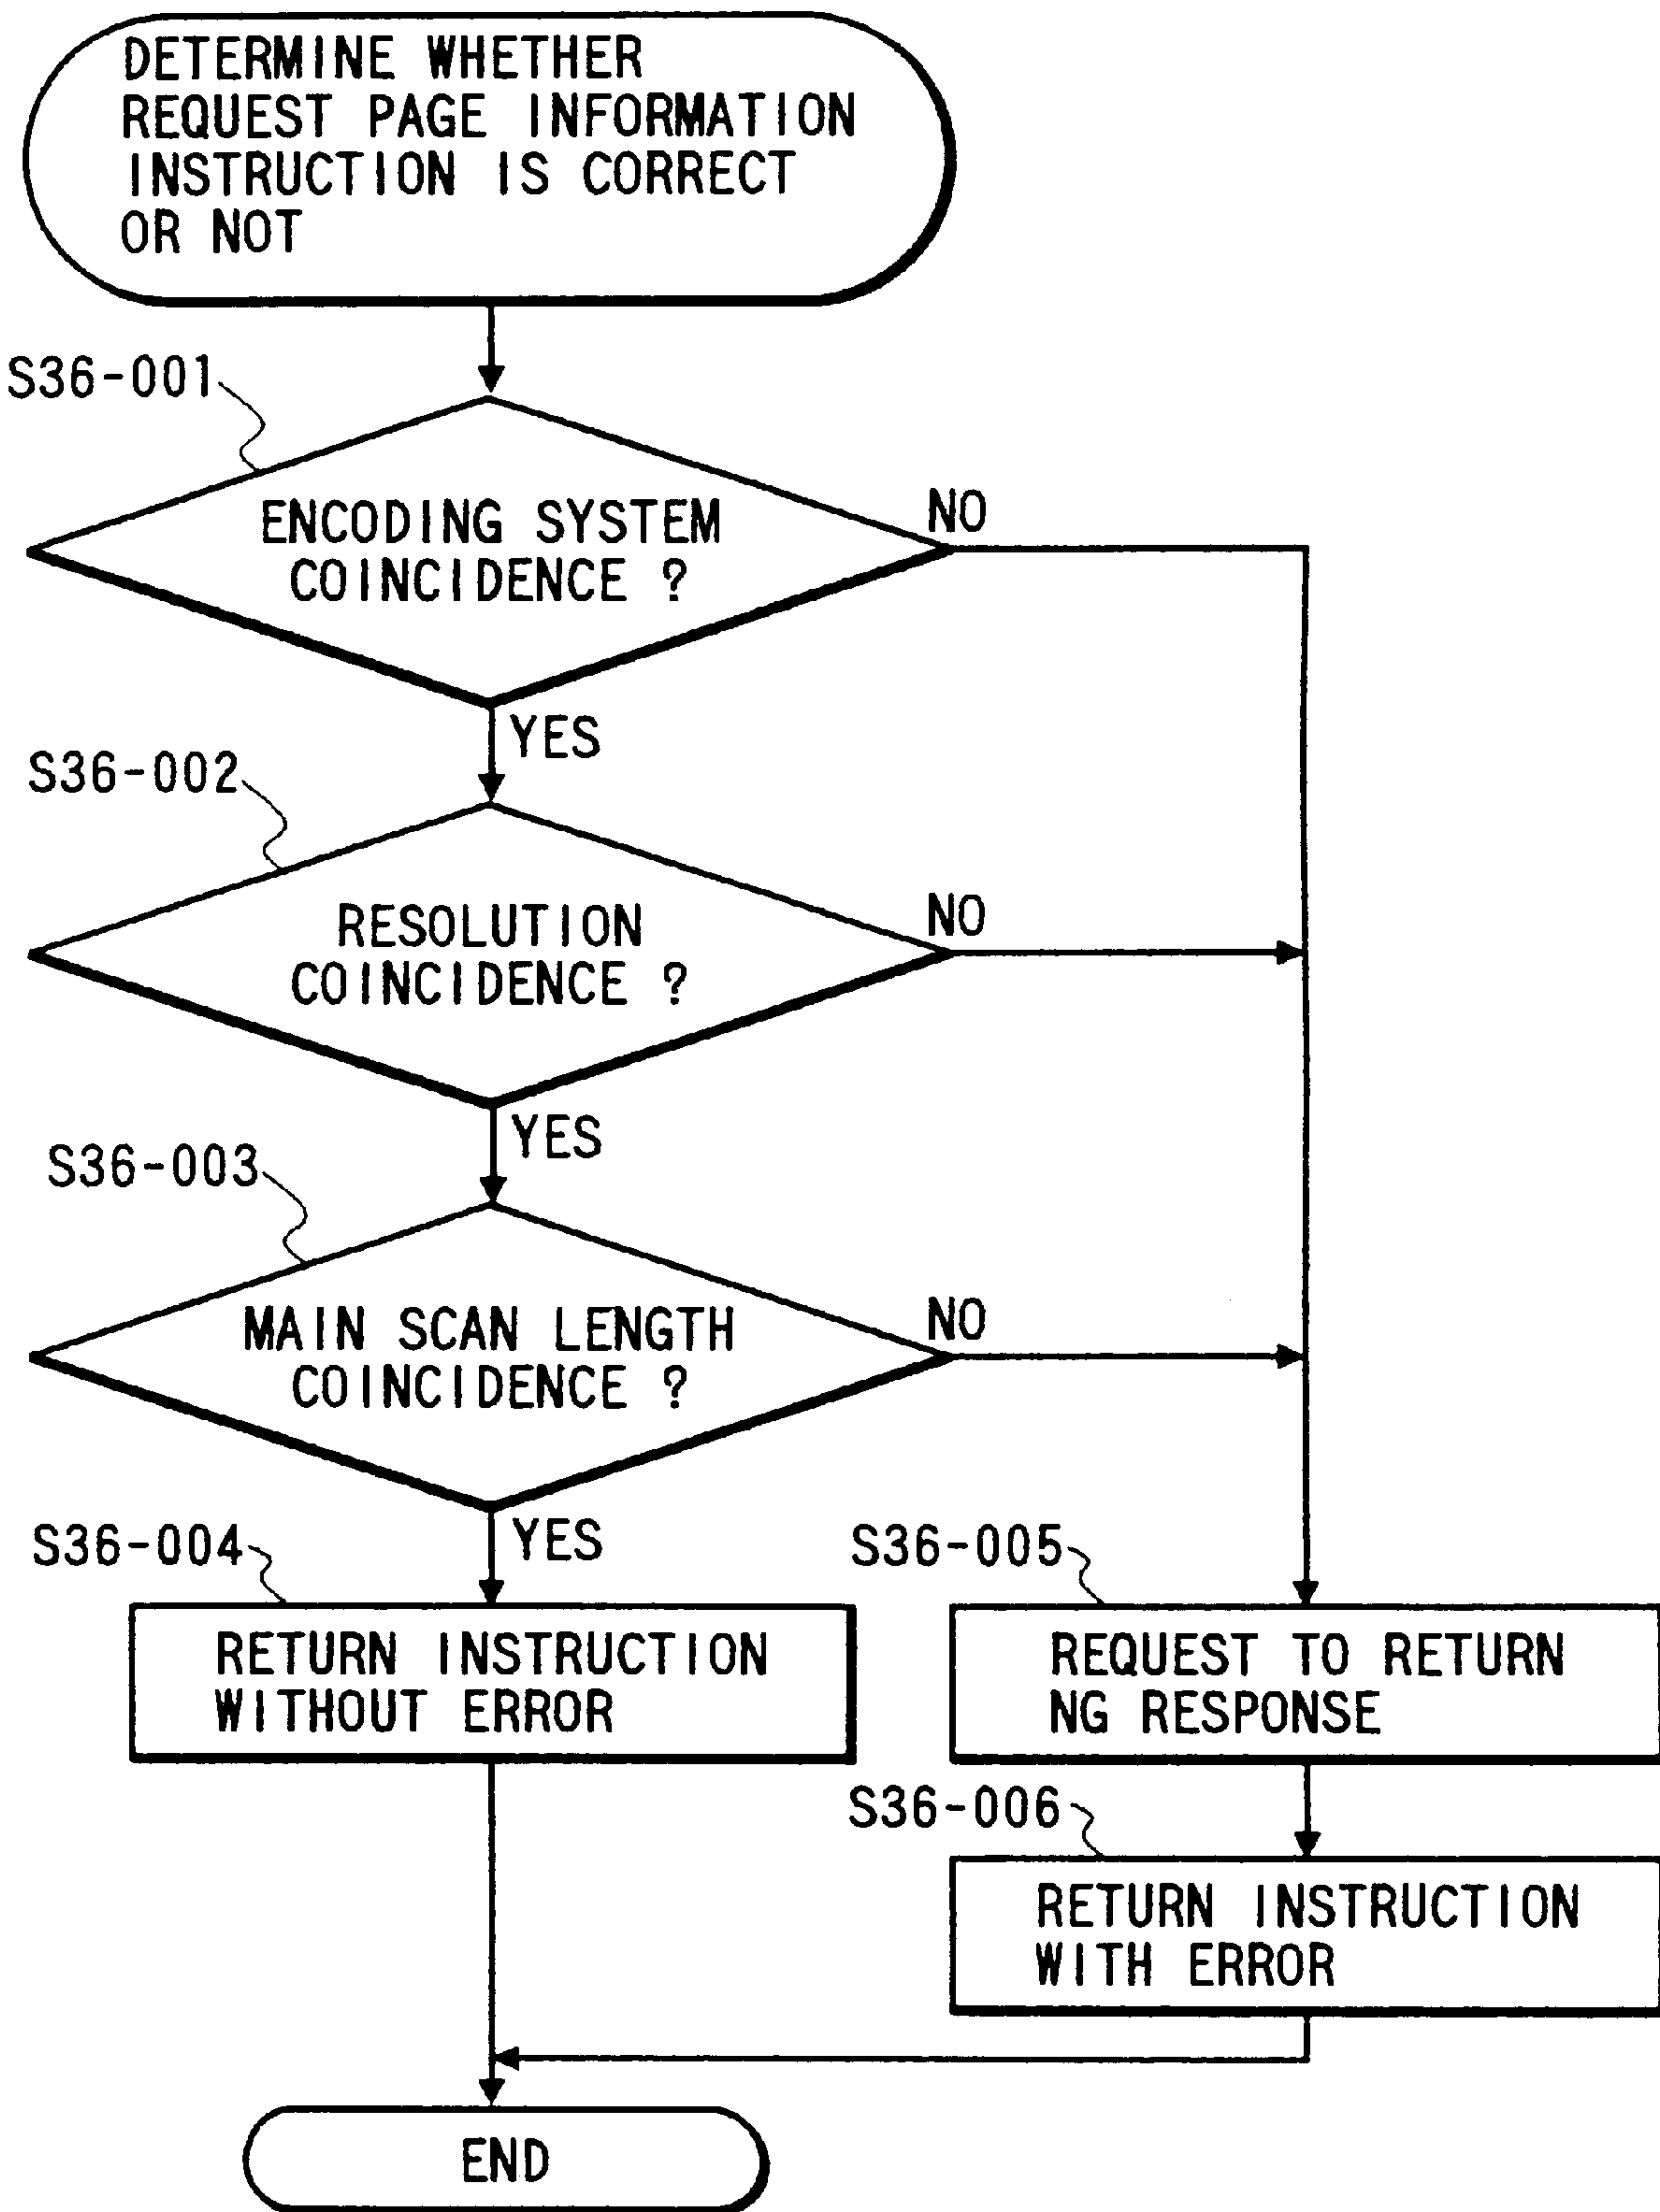 DETERMINE WHETHER
REQUEST PAGE INFORMATION
INSTRUCTION IS CORRECT
OR NOT
S36-001
ENCODING SYSTEM
COINCIDENCE ?
NO
YES
S36-002
RESOLUTION
COINCIDENCE ?
NO
YES
S36-003
MAIN SCAN LENGTH
COINCIDENCE ?
NO
YES
S36-004
RETURN INSTRUCTION
WITHOUT ERROR
S36-005
REQUEST TO RETURN
NG RESPONSE
S36-006
RETURN INSTRUCTION
WITH ERROR
END